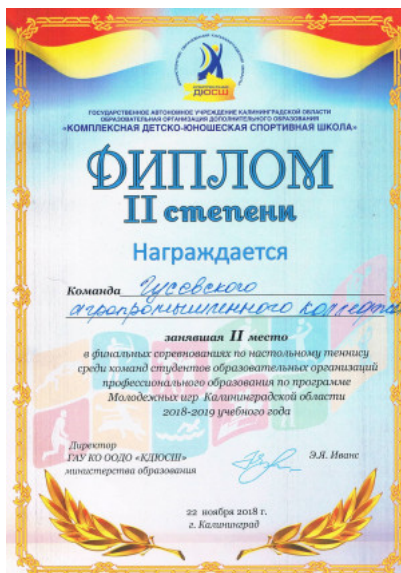 КОМПЛЕКСНАЯ
ДЮСШ
ГОСУДАРСТВЕННОЕ АВТОНОМНОЕ УЧРЕЖДЕНИЕ КАЛИНИНГРАДСКОЙ ОБЛАСТИ
ОБРАЗОВАТЕЛЬНАЯ ОРГАНИЗАЦИЯ ДОПОЛНИТЕЛЬНОГО ОБРАЗОВАНИЯ
«КОМПЛЕКСНАЯ ДЕТСКО-ЮНОШЕСКАЯ СПОРТИВНАЯ ШКОЛА»
ДИПЛОМ
II степени
Награждается
Команда Гусевского
агропромышленного колледжа
занявшая II место
в финальных соревнованиях по настольному теннису
среди команд студентов образовательных организаций
профессионального образования по программе
Молодежных игр Калининградской области
2018-2019 учебного года
Директор
ГАУ КО ООДО «КДЮСШ»
министерства образования
Э.Я. Иванс
22 ноября 2018 г.
г. Калининград